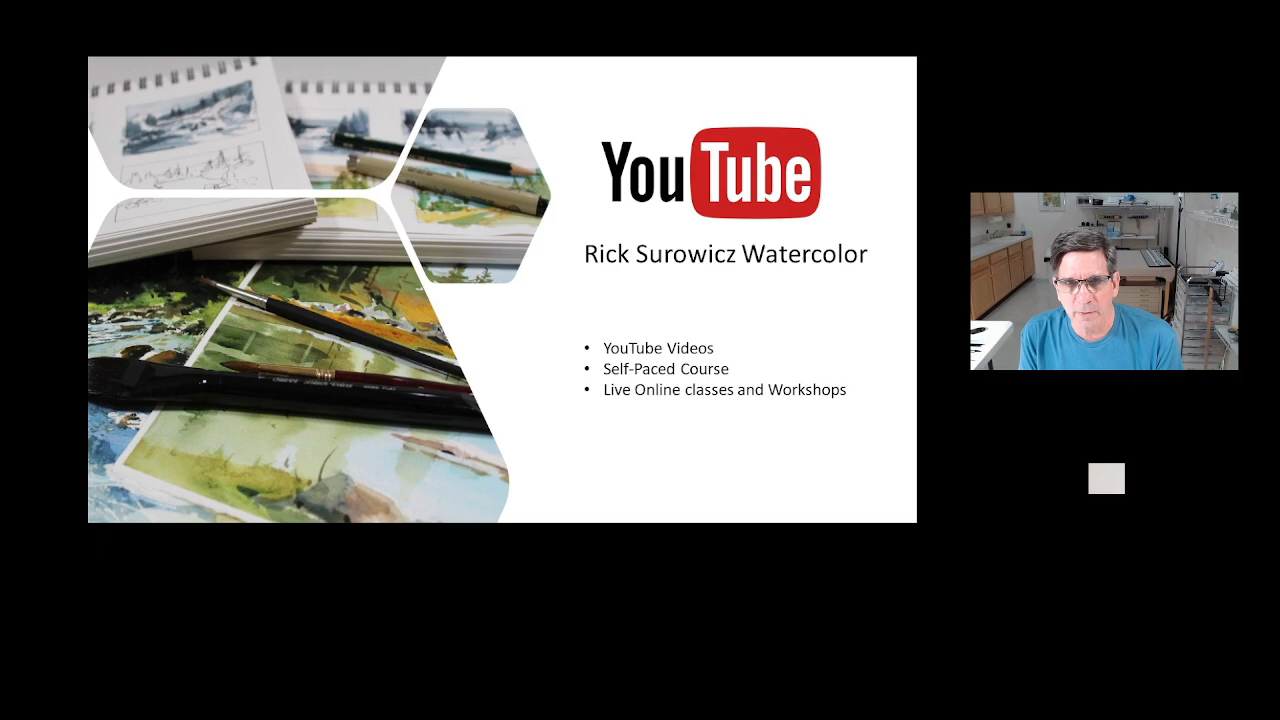 YouTube
Rick Surowicz Watercolor
• YouTube Videos
• Self-Paced Course
• Live Online classes and Workshops